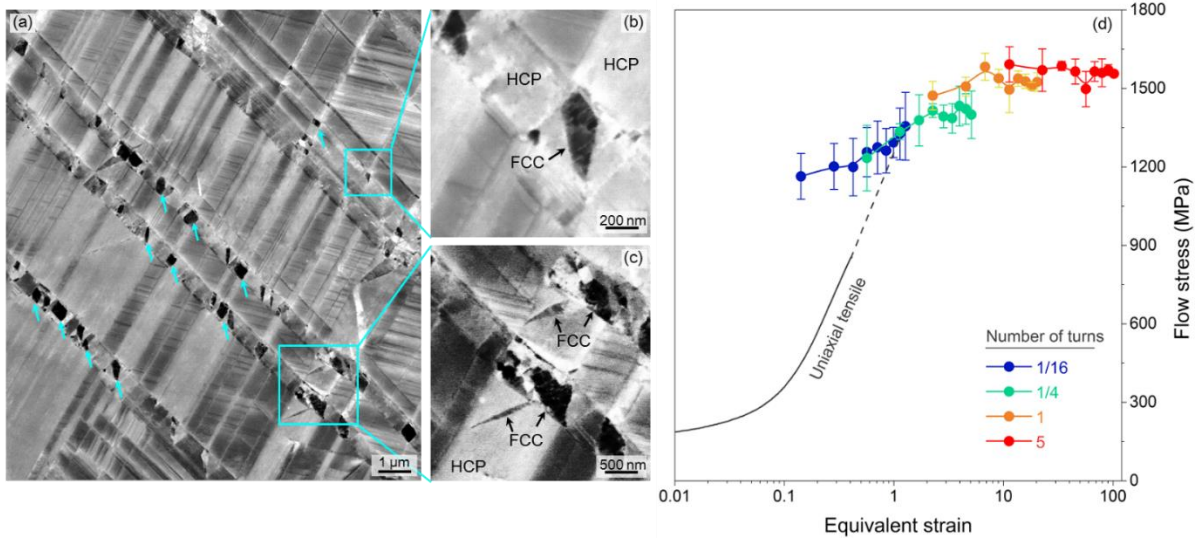 (a)
1 µm
(b)
HCP
HCP
FCC
200 nm
(c)
FCC
FCC
HCP
500 nm
(d)
1800
1500
1200
900
600
300
0
Flow stress (MPa)
Uniaxial tensile
Number of turns
1/16
1/4
1
5
0.01
0.1
1
10
100
Equivalent strain